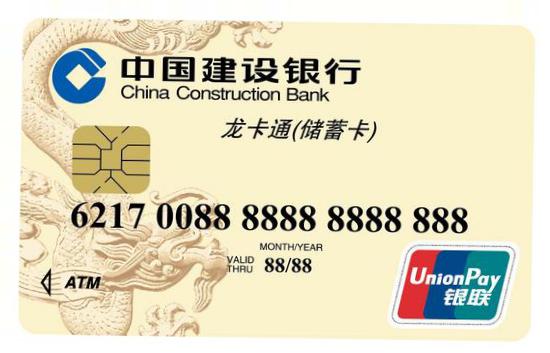 中国建设银行
China Construction Bank
龙卡通(储蓄卡)
6217 0088 8888 8888 888
MONTH/YEAR
VALID
THRU 88/88
ATM
UnionPay
银联